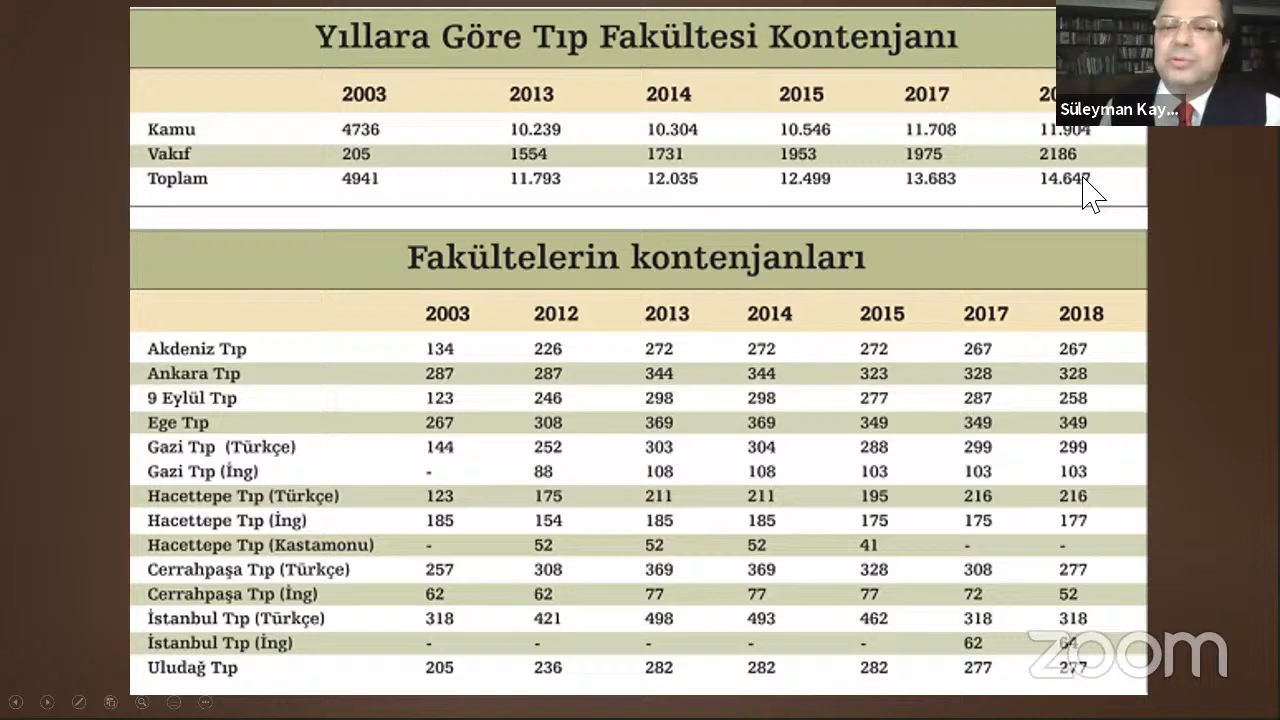 Yıllara Göre Tıp Fakültesi Kontenjanı
2003 2013 2014 2015 2017
Süleyman Kay...
Kamu 4736 10.239 10.304 10.546 11.708 11.904
Vakıf 205 1554 1731 1953 1975 2186
Toplam 4941 11.793 12.035 12.499 13.683 14.647
Fakültelerin kontenjanları
2003 2012 2013 2014 2015 2017 2018
Akdeniz Tıp 134 226 272 272 272 267 267
Ankara Tıp 287 287 344 344 323 328 328
9 Eylül Tıp 123 246 298 298 277 287 258
Ege Tıp 267 308 369 369 349 349 349
Gazi Tıp (Türkçe) 144 252 303 304 288 299 299
Gazi Tıp (İng) - 88 108 108 103 103 103
Hacettepe Tıp (Türkçe) 123 175 211 211 195 216 216
Hacettepe Tıp (İng) 185 154 185 185 175 175 177
Hacettepe Tıp (Kastamonu) - 52 52 52 41 - -
Cerrahpaşa Tıp (Türkçe) 257 308 369 369 328 308 277
Cerrahpaşa Tıp (İng) 62 62 77 77 77 72 52
İstanbul Tıp (Türkçe) 318 421 498 493 462 318 318
İstanbul Tıp (İng) - - - - - 62 64
Uludağ Tıp 205 236 282 282 282 277 277
zoom